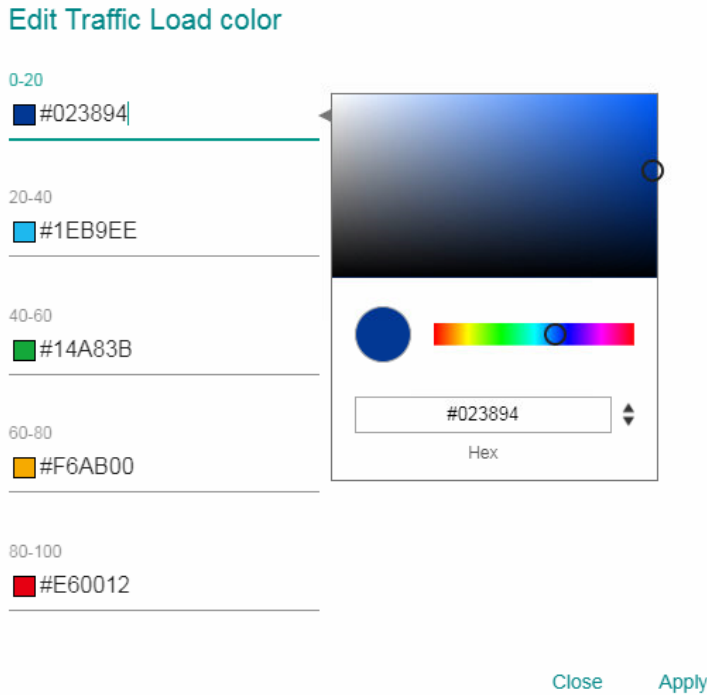 Edit Traffic Load color
0-20
#023894
20-40
#1EB9EE
40-60
#14A83B
60-80
#F6AB00
80-100
#E60012
#023894
Hex
Close
Apply